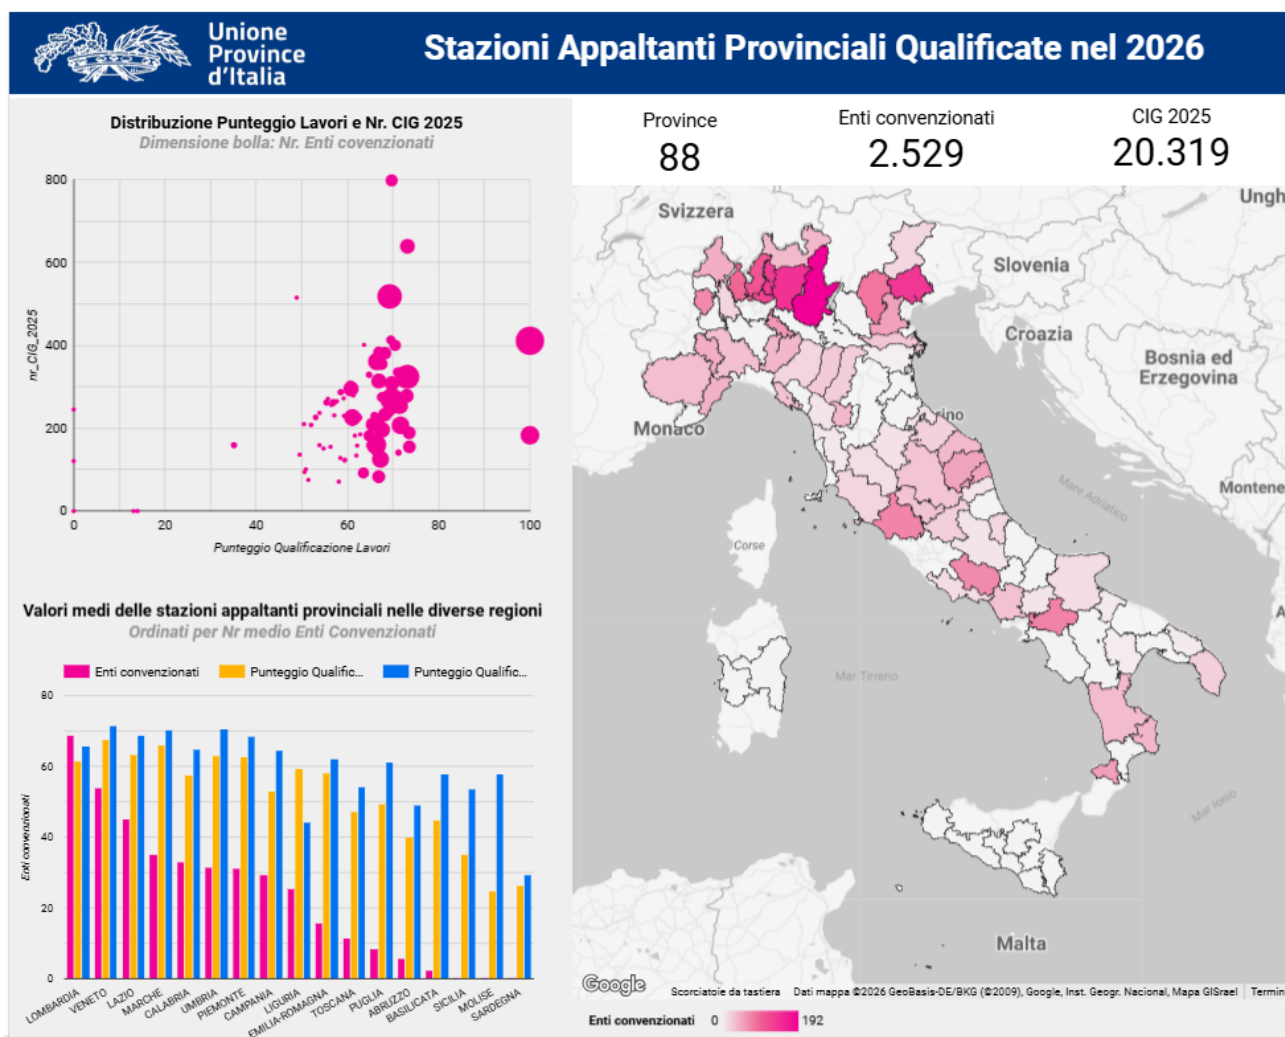 Unione
Province
d'Italia
Stazioni Appaltanti Provinciali Qualificate nel 2026
Distribuzione Punteggio Lavori e Nr. CIG 2025
Dimensione bolla: Nr. Enti covenzionati
800
600
400
200
0
nr_CIG_2025
0 20 40 60 80 100
Punteggio Qualificazione Lavori
Valori medi delle stazioni appaltanti provinciali nelle diverse regioni
Ordinati per Nr medio Enti Convenzionati
Enti convenzionati Punteggio Qualific... Punteggio Qualific...
80
60
40
20
0
Enti convenzionati
LOMBARDIA
VENETO
LAZIO
MARCHE
CALABRIA
UMBRIA
PIEMONTE
CAMPANIA
LIGURIA
EMILIA-ROMAGNA
TOSCANA
PUGLIA
ABRUZZO
BASILICATA
SICILIA
MOLISE
SARDEGNA
Province
88
Enti convenzionati
2.529
CIG 2025
20.319
Svizzera
Ungh
Slovenia
Croazia
Bosnia ed
Erzegovina
Monaco
rino
Montene
Mare Adriatico
Corse
A
Mar Tirreno
Mar Ionio
Malta
Google
Scorciatoie da tastiera Dati mappa ©2026 GeoBasis-DE/BKG (©2009), Google, Inst. Geogr. Nacional, Mapa GISrael Termin
Enti convenzionati 0 192